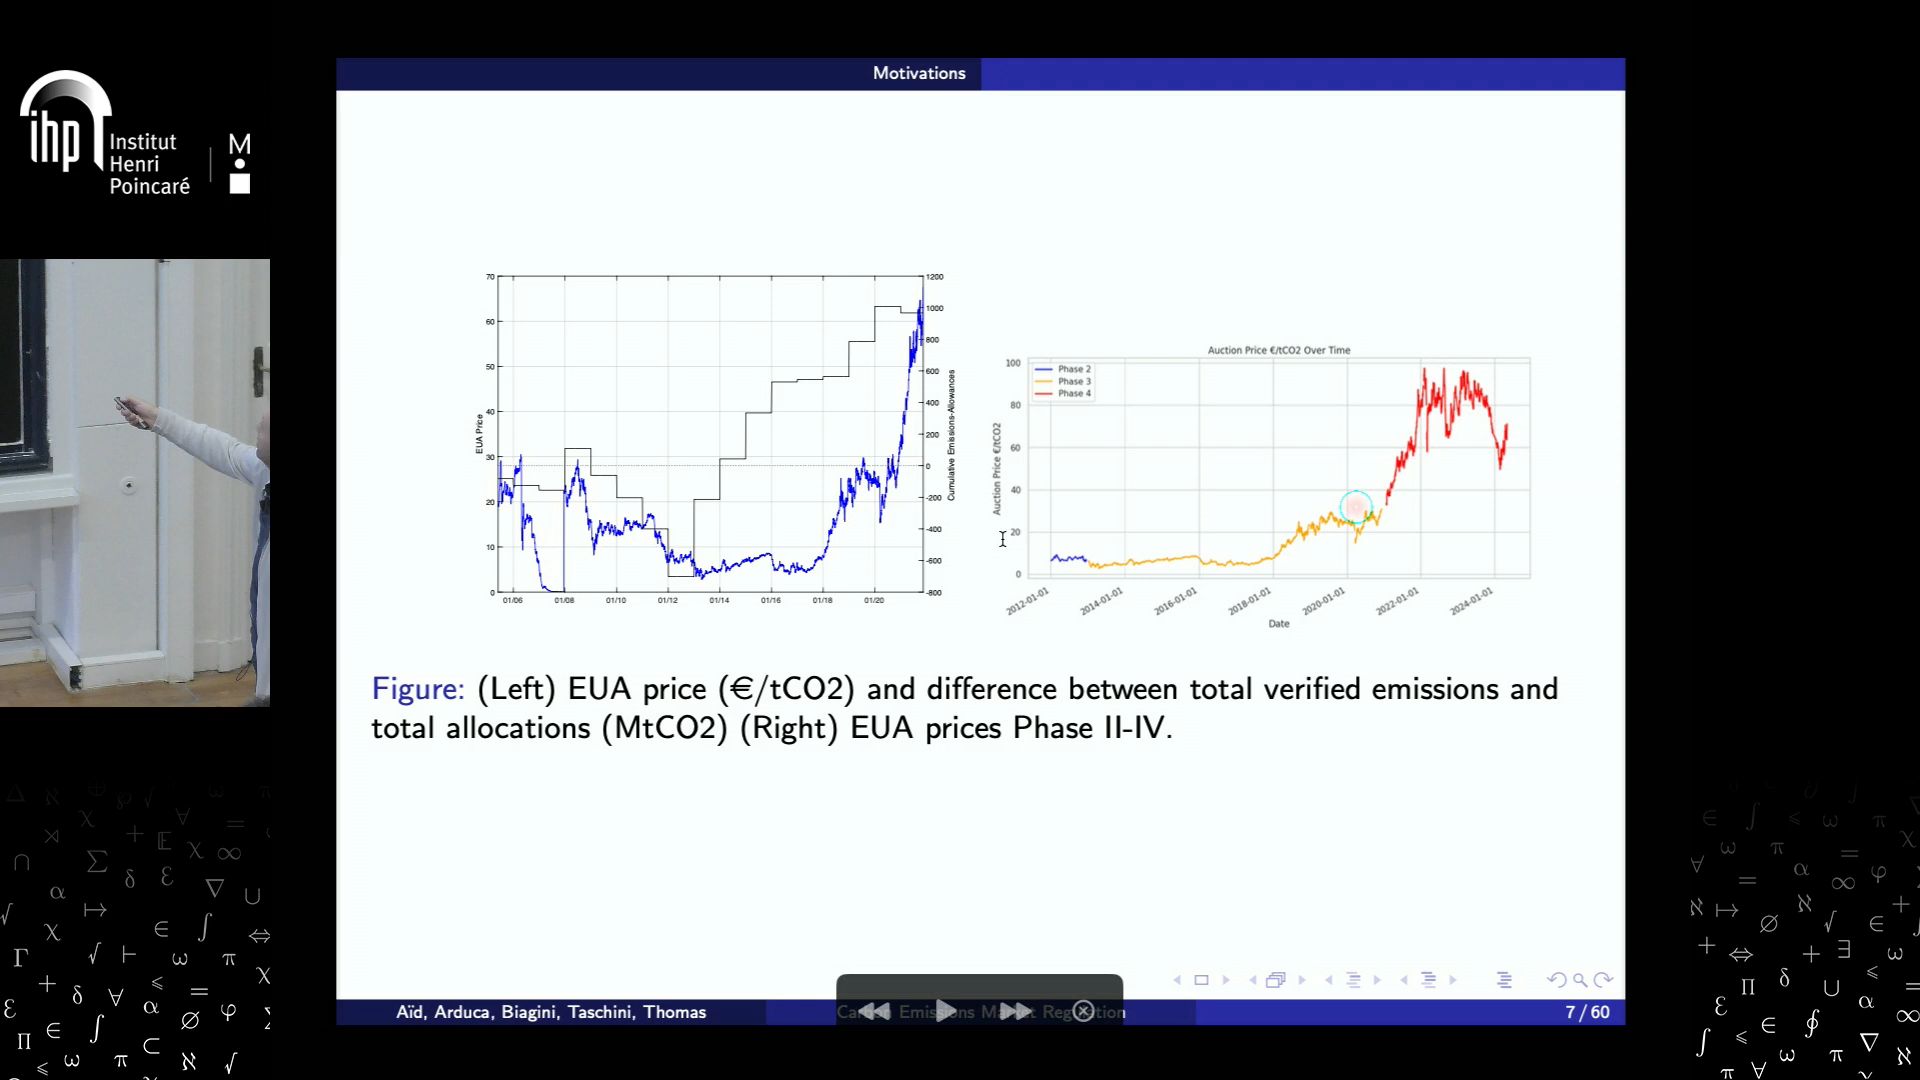 ihp
Institut
Henri
Poincaré
M
Motivations
70
60
50
40
30
20
10
0
EUA Price
1200
1000
800
600
400
200
0
-200
-400
-600
-800
Cumulative Emissions-Allowances
01/06 01/08 01/10 01/12 01/14 01/16 01/18 01/20
Auction Price €/tCO2 Over Time
Phase 2
Phase 3
Phase 4
100
80
60
40
20
0
Auction Price €/tCO2
2012-01-01 2014-01-01 2016-01-01 2018-01-01 2020-01-01 2022-01-01 2024-01-01
Date
Figure: (Left) EUA price (€/tCO2) and difference between total verified emissions and
total allocations (MtCO2) (Right) EUA prices Phase II-IV.
Aïd, Arduca, Biagini, Taschini, Thomas
Carbon Emissions Market Regulation
7 / 60